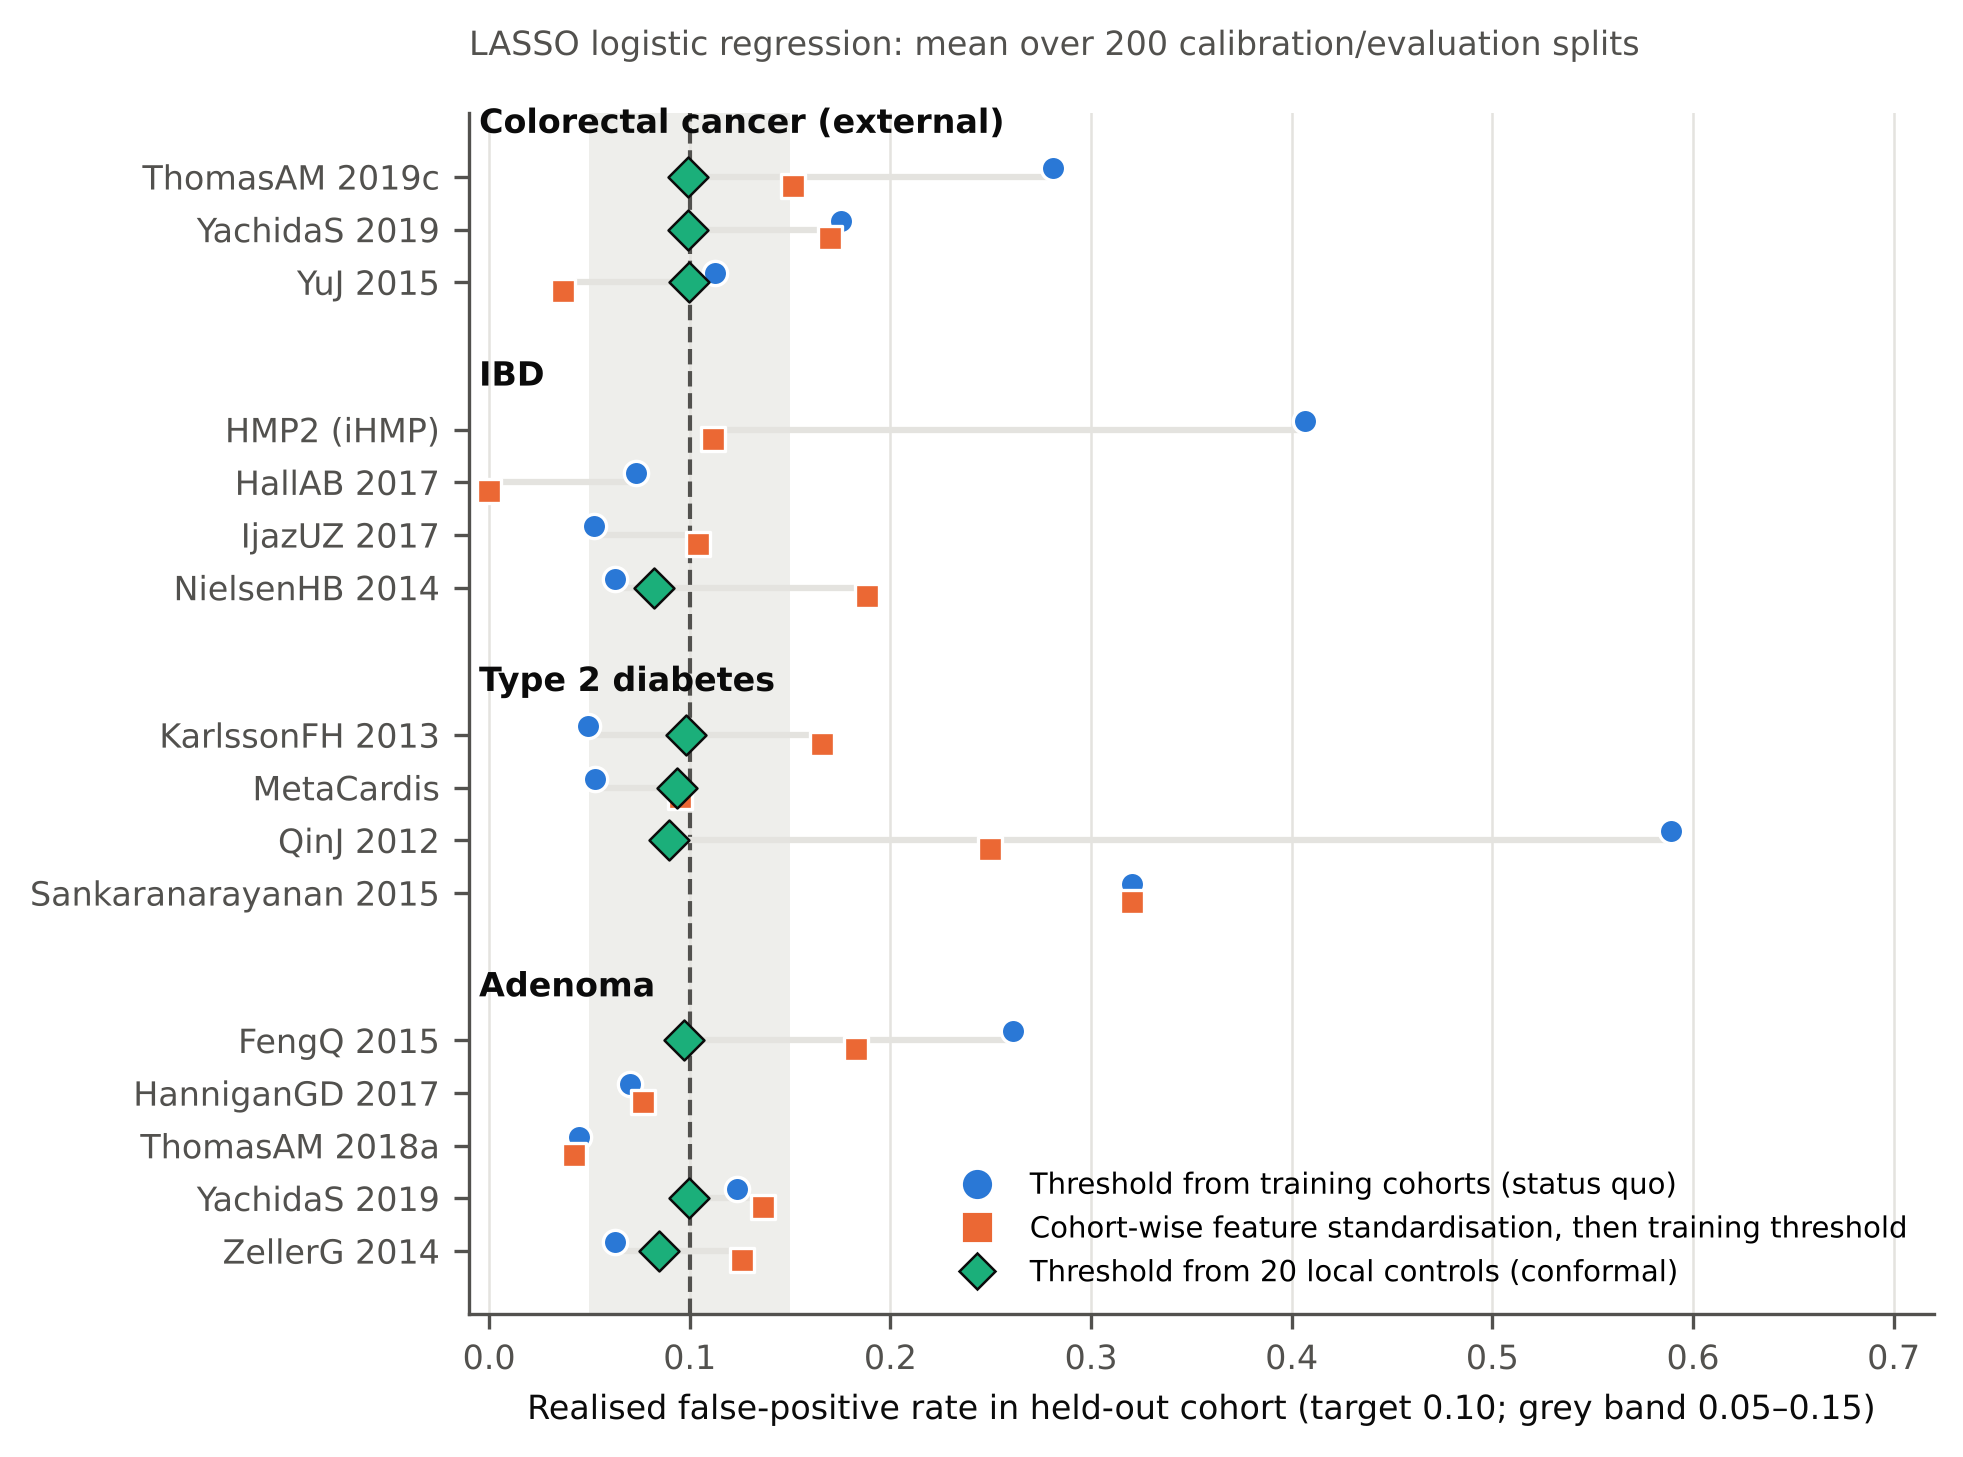 LASSO logistic regression: mean over 200 calibration/evaluation splits
Colorectal cancer (external)
ThomasAM 2019c
YachidaS 2019
YuJ 2015
IBD
HMP2 (iHMP)
HallAB 2017
IjazUZ 2017
NielsenHB 2014
Type 2 diabetes
KarlssonFH 2013
MetaCardis
QinJ 2012
Sankaranarayanan 2015
Adenoma
FengQ 2015
HanniganGD 2017
ThomasAM 2018a
YachidaS 2019
ZellerG 2014
Threshold from training cohorts (status quo)
Cohort-wise feature standardisation, then training threshold
Threshold from 20 local controls (conformal)
0.0 0.1 0.2 0.3 0.4 0.5 0.6 0.7
Realised false-positive rate in held-out cohort (target 0.10; grey band 0.05–0.15)